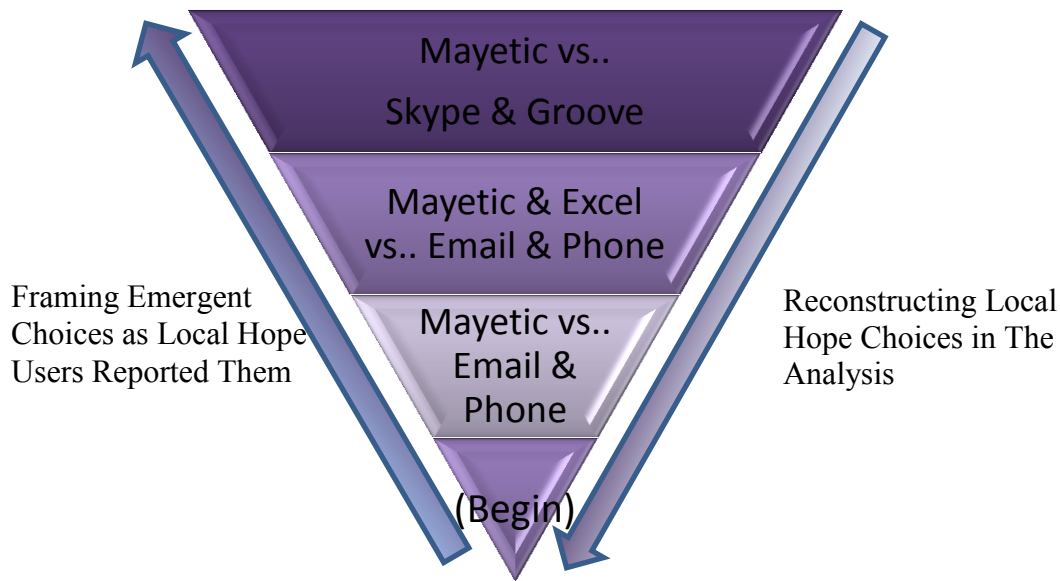 Mayetic vs..
Skype & Groove
Mayetic & Excel
vs.. Email & Phone
Mayetic vs..
Email &
Phone
(Begin)
Framing Emergent
Choices as Local Hope
Users Reported Them
Reconstructing Local
Hope Choices in The
Analysis